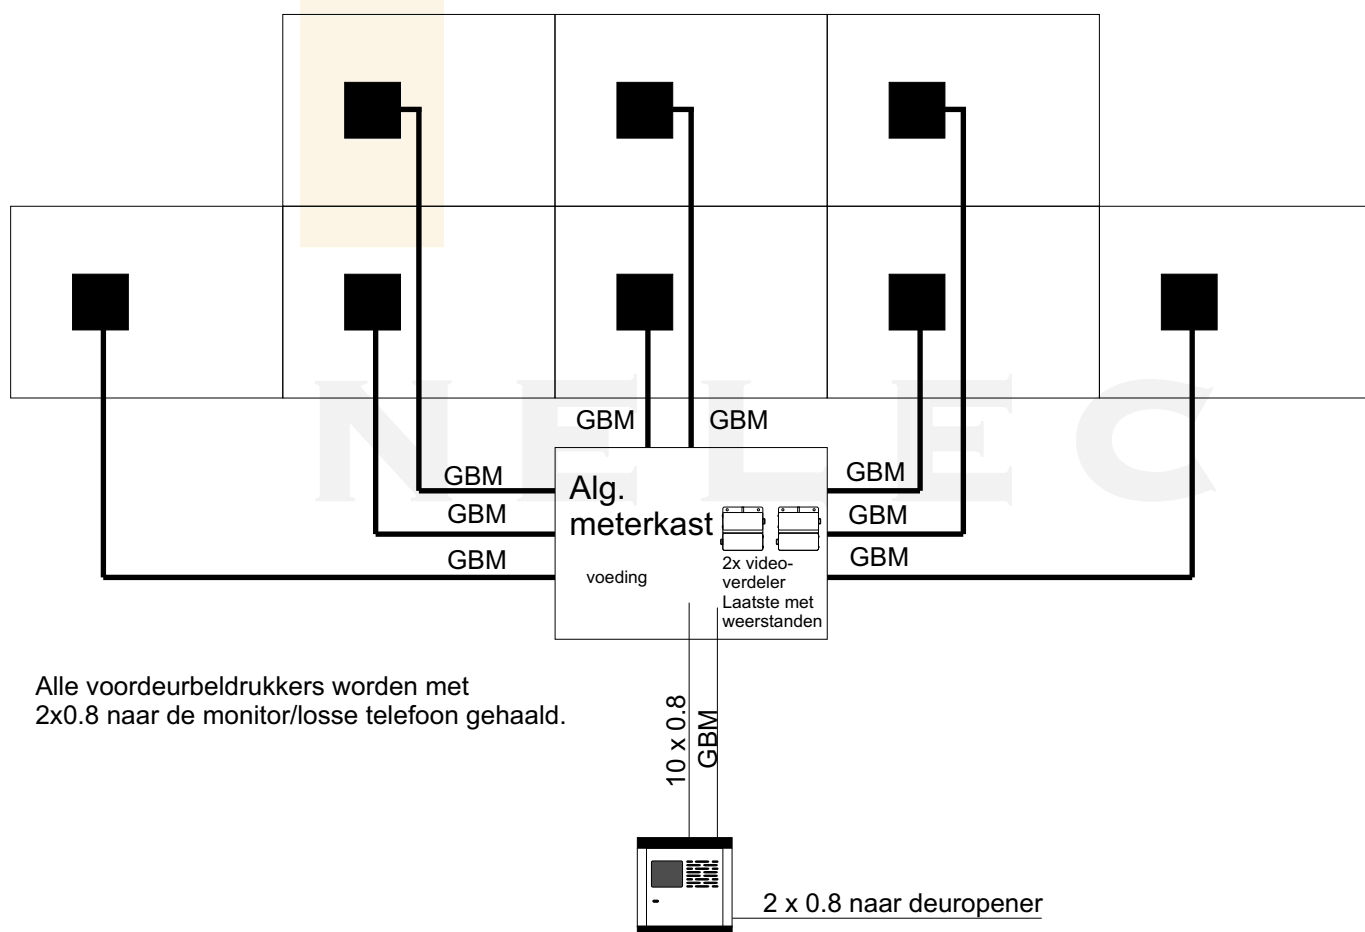 NELEC
GBM
GBM
GBM
GBM
GBM
GBM
GBM
GBM
Alg.
meterkast
voeding
2x video-
verdeler
Laatste met
weerstanden
Alle voordeurbeldrukkers worden met
2x0.8 naar de monitor/losse telefoon gehaald.
10 x 0.8
GBM
2 x 0.8 naar deuropener